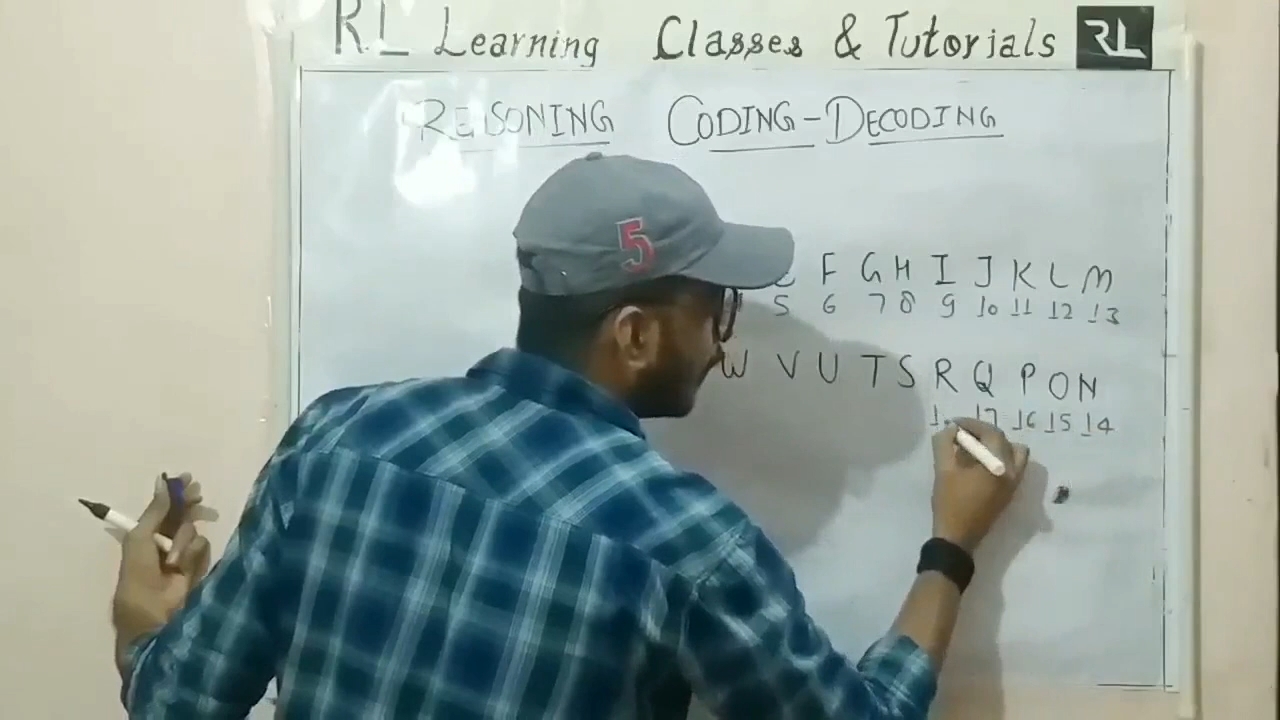 RL Learning Classes & Tutorials RL
REASONING CODING-DECODING
5
F G H I J K L M
5 6 7 8 9 10 11 12 13
W V U T S R Q P O N
17 16 15 14